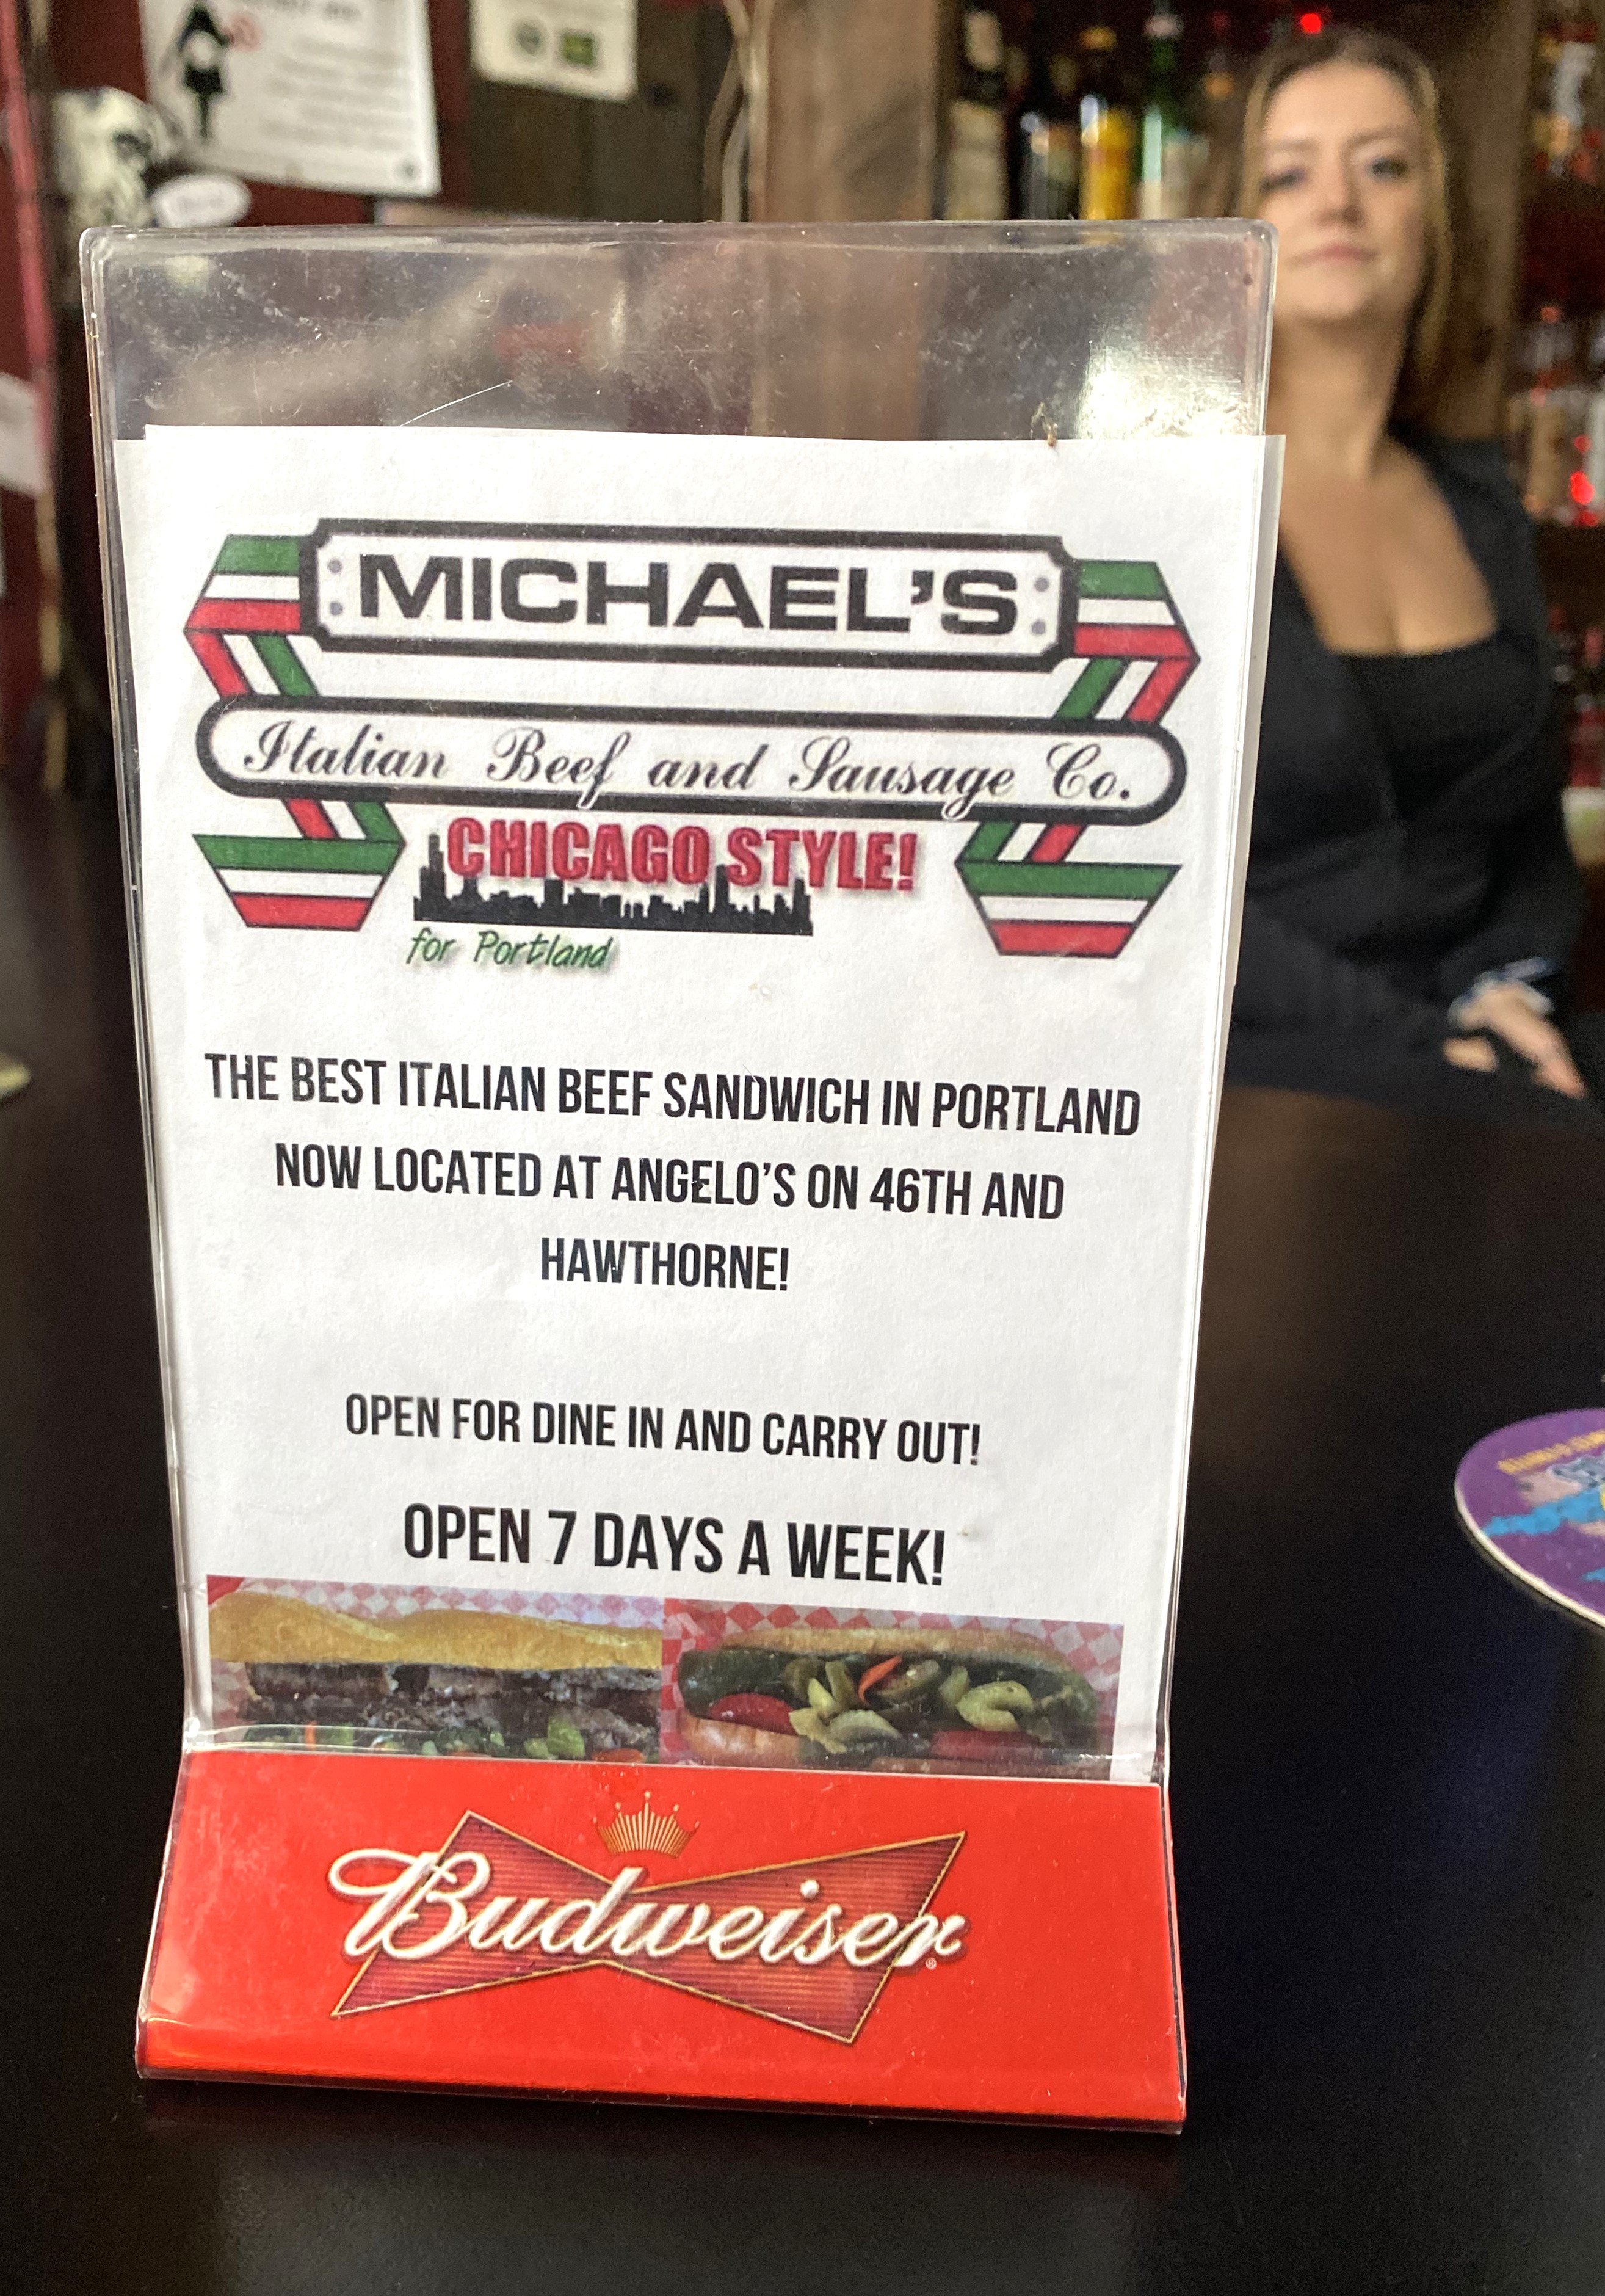 MICHAEL'S
Italian Beef and Sausage Co.
CHICAGO STYLE!
for Portland
THE BEST ITALIAN BEEF SANDWICH IN PORTLAND
NOW LOCATED AT ANGELO'S ON 46TH AND
HAWTHORNE!
OPEN FOR DINE IN AND CARRY OUT!
OPEN 7 DAYS A WEEK!
Budweiser